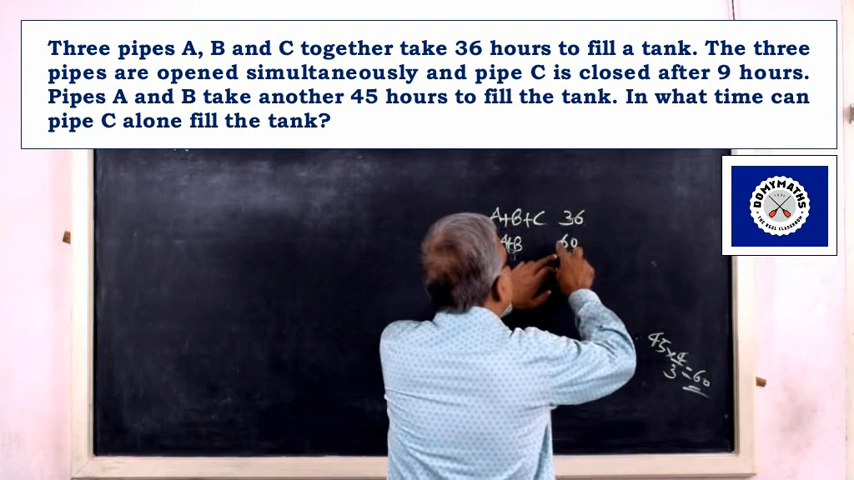 Three pipes A, B and C together take 36 hours to fill a tank. The three
pipes are opened simultaneously and pipe C is closed after 9 hours.
Pipes A and B take another 45 hours to fill the tank. In what time can
pipe C alone fill the tank?
DOMYMATHS
THE REEL CLASSROOM
A+B+C 36
A+B 60
45×4
3 = 60